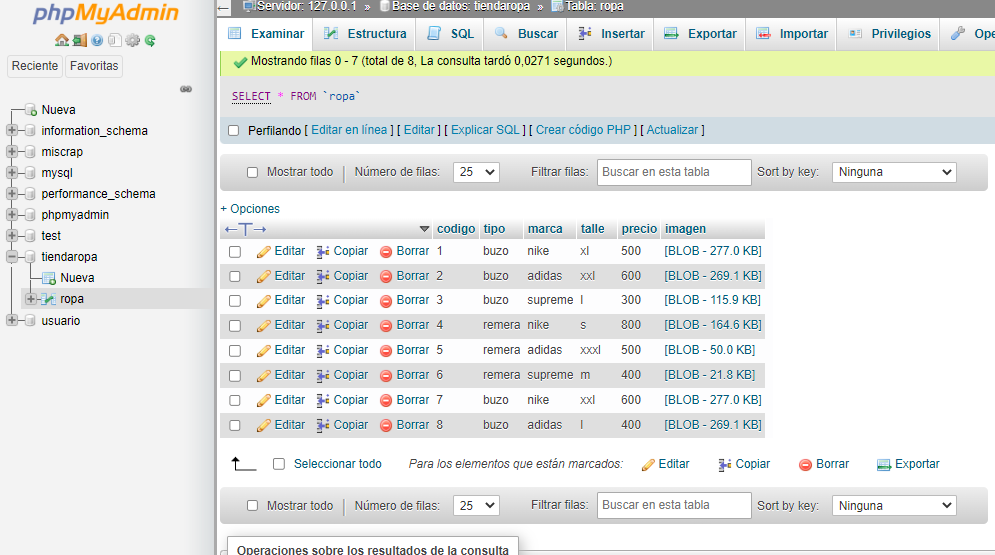 phpMyAdmin
Reciente Favoritas
Nueva
information_schema
miscrap
mysql
performance_schema
phpmyadmin
test
tiendaropa
Nueva
ropa
usuario
Servidor: 127.0.0.1 » Base de datos: tiendaropa » Tabla: ropa
Examinar Estructura SQL Buscar Insertar Exportar Importar Privilegios Ope
Mostrando filas 0 - 7 (total de 8, La consulta tardó 0,0271 segundos.)
SELECT * FROM `ropa`
Perfilando [ Editar en línea ] [ Editar ] [ Explicar SQL ] [ Crear código PHP ] [ Actualizar ]
Mostrar todo Número de filas: 25 Filtrar filas: Buscar en esta tabla Sort by key: Ninguna
+ Opciones
←T→ codigo tipo marca talle precio imagen
Editar Copiar Borrar 1 buzo nike xl 500 [BLOB - 277.0 KB]
Editar Copiar Borrar 2 buzo adidas xxl 600 [BLOB - 269.1 KB]
Editar Copiar Borrar 3 buzo supreme l 300 [BLOB - 115.9 KB]
Editar Copiar Borrar 4 remera nike s 800 [BLOB - 164.6 KB]
Editar Copiar Borrar 5 remera adidas xxxl 500 [BLOB - 50.0 KB]
Editar Copiar Borrar 6 remera supreme m 400 [BLOB - 21.8 KB]
Editar Copiar Borrar 7 buzo nike xxl 600 [BLOB - 277.0 KB]
Editar Copiar Borrar 8 buzo adidas l 400 [BLOB - 269.1 KB]
Seleccionar todo Para los elementos que están marcados: Editar Copiar Borrar Exportar
Mostrar todo Número de filas: 25 Filtrar filas: Buscar en esta tabla Sort by key: Ninguna
Operaciones sobre los resultados de la consulta